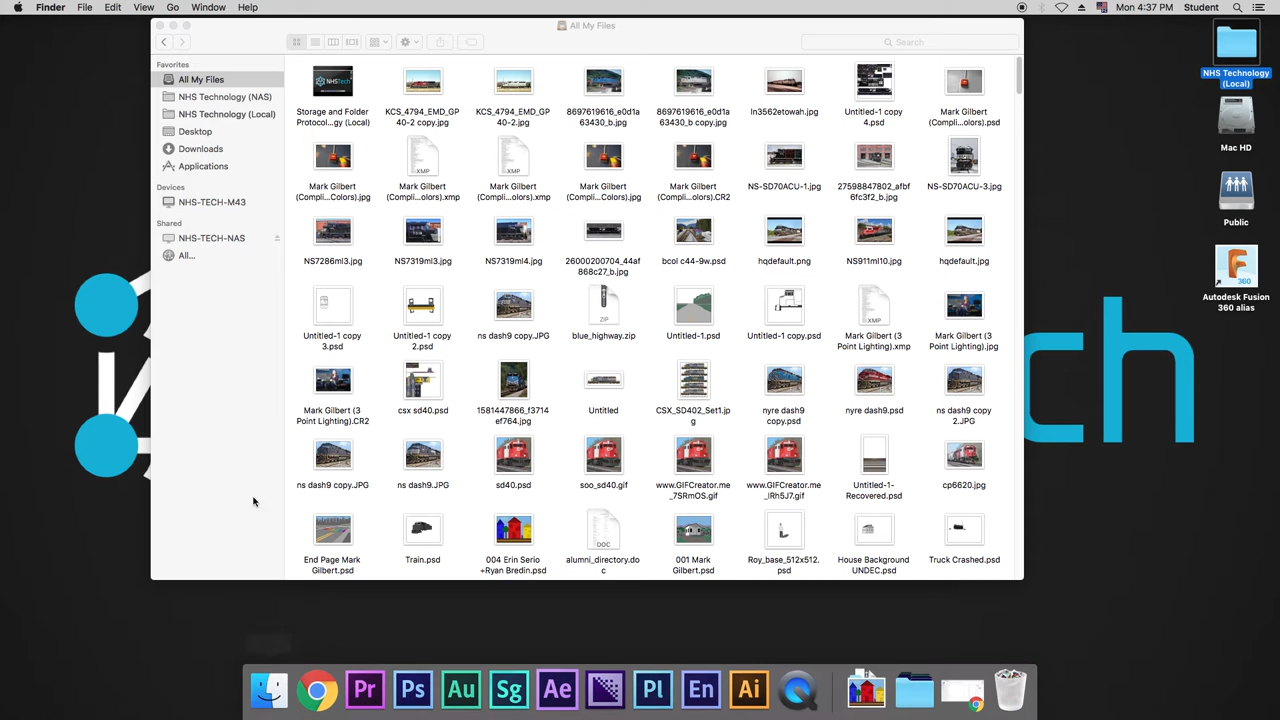 Finder File Edit View Go Window Help Mon 4:37 PM Student
All My Files
Search
Favorites
All My Files
NHS Technology (NAS)
NHS Technology (Local)
Desktop
Downloads
Applications
Devices
NHS-TECH-M43
Shared
NHS-TECH-NAS
All...
NHSTech
Storage and Folder
Protocol...gy (Local)
KCS_4794_EMD_GP
40-2 copy.jpg
KCS_4794_EMD_GP
40-2.jpg
8697619616_e0d1a
63430_b.jpg
8697619616_e0d1a
63430_b copy.jpg
ln3562etowah.jpg
Untitled-1 copy
4.psd
Mark Gilbert
(Compli...olors).psd
Mark Gilbert
(Compli...Colors).jpg
XMP
Mark Gilbert
(Compli...olors).xmp
XMP
Mark Gilbert
(Compli...olors).xmp
Mark Gilbert
(Compli...olors).jpg
Mark Gilbert
(Compl...olors).CR2
NS-SD70ACU-1.jpg
27598847802_afbf
6fc3f2_b.jpg
NS-SD70ACU-3.jpg
NS7286ml3.jpg
NS7319ml3.jpg
NS7319ml4.jpg
26000200704_44af
868c27_b.jpg
bcol c44-9w.psd
hqdefault.png
NS911ml10.jpg
hqdefault.jpg
Untitled-1 copy
3.psd
Untitled-1 copy
2.psd
ns dash9 copy.JPG
ZIP
blue_highway.zip
Untitled-1.psd
Untitled-1 copy.psd
XMP
Mark Gilbert (3
Point Lighting).xmp
Mark Gilbert (3
Point Lighting).jpg
Mark Gilbert (3
Point Lighting).CR2
csx sd40.psd
1581447866_f3714
ef764.jpg
Untitled
CSX_SD402_Set1.jp
g
nyre dash9
copy.psd
nyre dash9.psd
ns dash9 copy
2.JPG
ns dash9 copy.JPG
ns dash9.JPG
sd40.psd
soo_sd40.gif
www.GIFCreator.me
_7SRmOS.gif
www.GIFCreator.me
_lRh5J7.gif
Untitled-1-
Recovered.psd
cp6620.jpg
End Page Mark
Gilbert.psd
Train.psd
004 Erin Serio
+Ryan Bredin.psd
DOC
alumni_directory.do
c
001 Mark
Gilbert.psd
Roy_base_512x512.
psd
House Background
UNDEC.psd
Truck Crashed.psd
NHS Technology
(Local)
Mac HD
Public
F
360
Autodesk Fusion
360 alias
ch
Pr Ps Au Sg Ae Pl En Ai